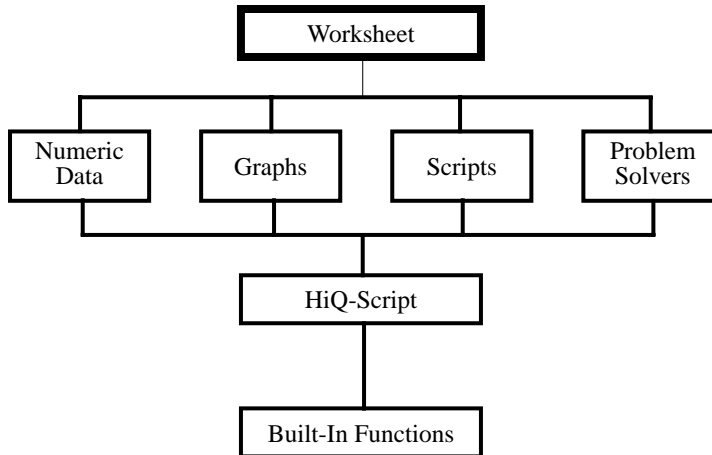 Worksheet
Numeric
Data
Graphs
Scripts
Problem
Solvers
HiQ-Script
Built-In Functions